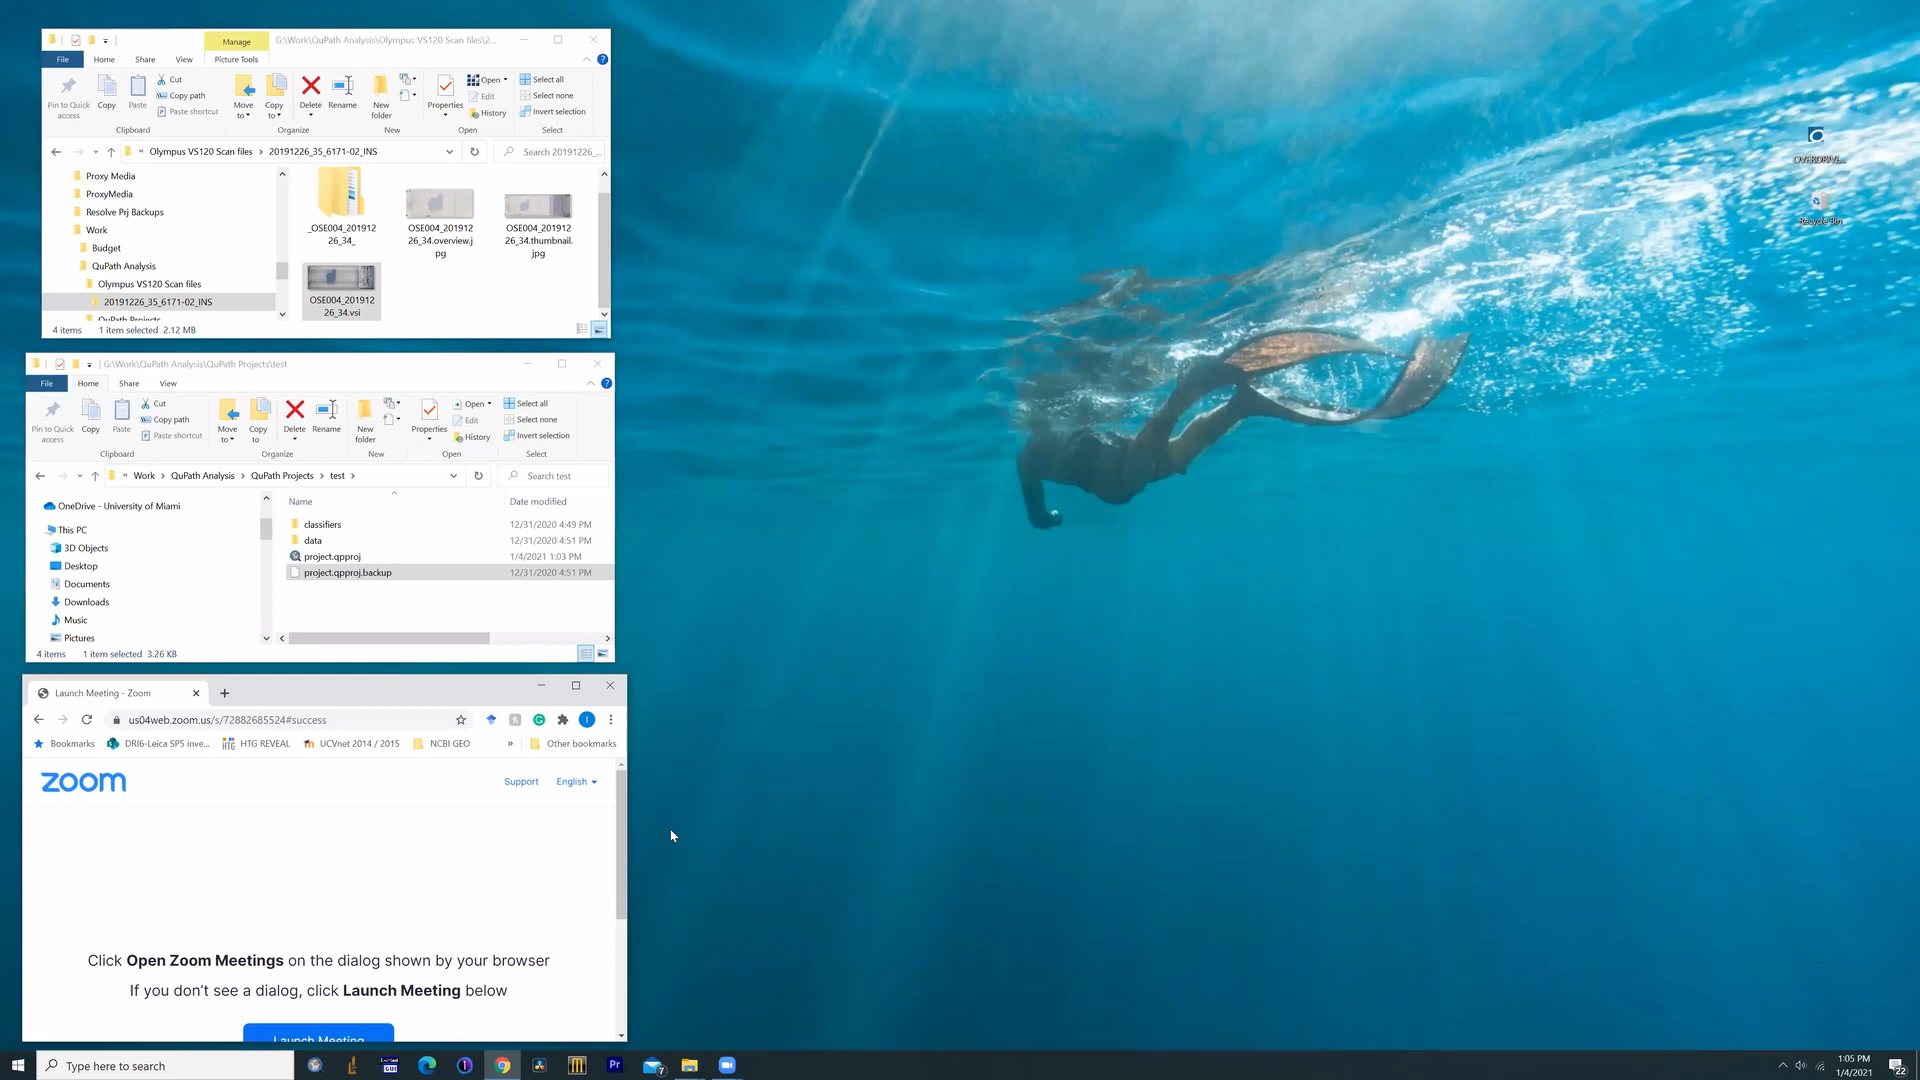 Manage
G:\Work\QuPath Analysis\Olympus VS120 Scan files\2...
File Home Share View Picture Tools
Pin to Quick access
Copy
Paste
Cut
Copy path
Paste shortcut
Move to
Copy to
Delete
Rename
New folder
Properties
Open
Edit
History
Select all
Select none
Invert selection
Clipboard Organize New Open Select
« Olympus VS120 Scan files › 20191226_35_6171-02_INS
Search 20191226_...
Proxy Media
ProxyMedia
Resolve Prj Backups
Work
Budget
QuPath Analysis
Olympus VS120 Scan files
20191226_35_6171-02_INS
QuPath Projects
_OSE004_201912
26_34_
OSE004_201912
26_34.overview.j
pg
OSE004_201912
26_34.thumbnail.
jpg
OSE004_201912
26_34.vsi
4 items 1 item selected 2.12 MB
G:\Work\QuPath Analysis\QuPath Projects\test
File Home Share View
Pin to Quick access
Copy
Paste
Cut
Copy path
Paste shortcut
Move to
Copy to
Delete
Rename
New folder
Properties
Open
Edit
History
Select all
Select none
Invert selection
Clipboard Organize New Open Select
« Work › QuPath Analysis › QuPath Projects › test ›
Search test
OneDrive - University of Miami
This PC
3D Objects
Desktop
Documents
Downloads
Music
Pictures
Name Date modified
classifiers 12/31/2020 4:49 PM
data 12/31/2020 4:51 PM
project.qpproj 1/4/2021 1:03 PM
project.qpproj.backup 12/31/2020 4:51 PM
4 items 1 item selected 3.26 KB
Launch Meeting - Zoom
us04web.zoom.us/s/72882685524#success
Bookmarks DRI6-Leica SP5 inve... HTG REVEAL UCVnet 2014 / 2015 NCBI GEO » Other bookmarks
zoom
Support English
Click Open Zoom Meetings on the dialog shown by your browser
If you don't see a dialog, click Launch Meeting below
Launch Meeting
OVERDRIVE...
Recycle Bin
Type here to search
Pr
7
1:05 PM
1/4/2021
22